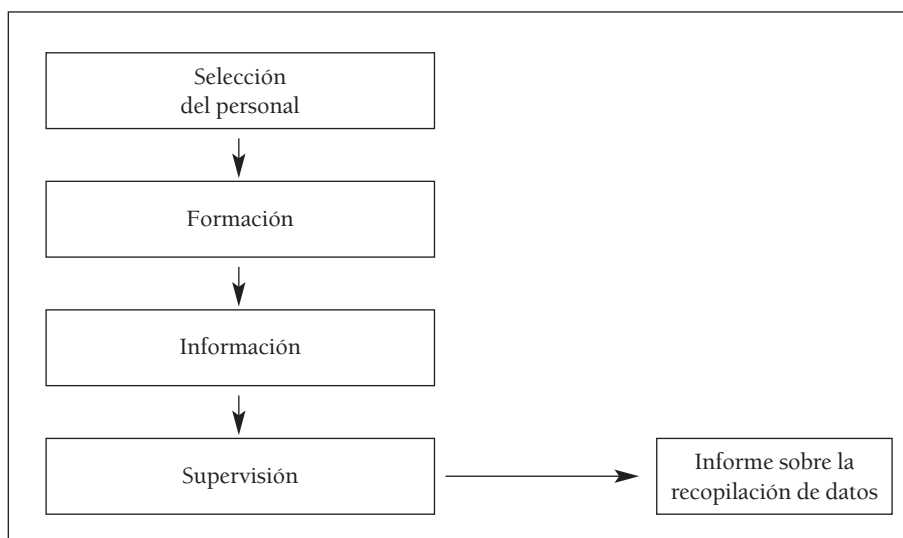 Selección
del personal
Formación
Información
Supervisión
Informe sobre la
recopilación de datos